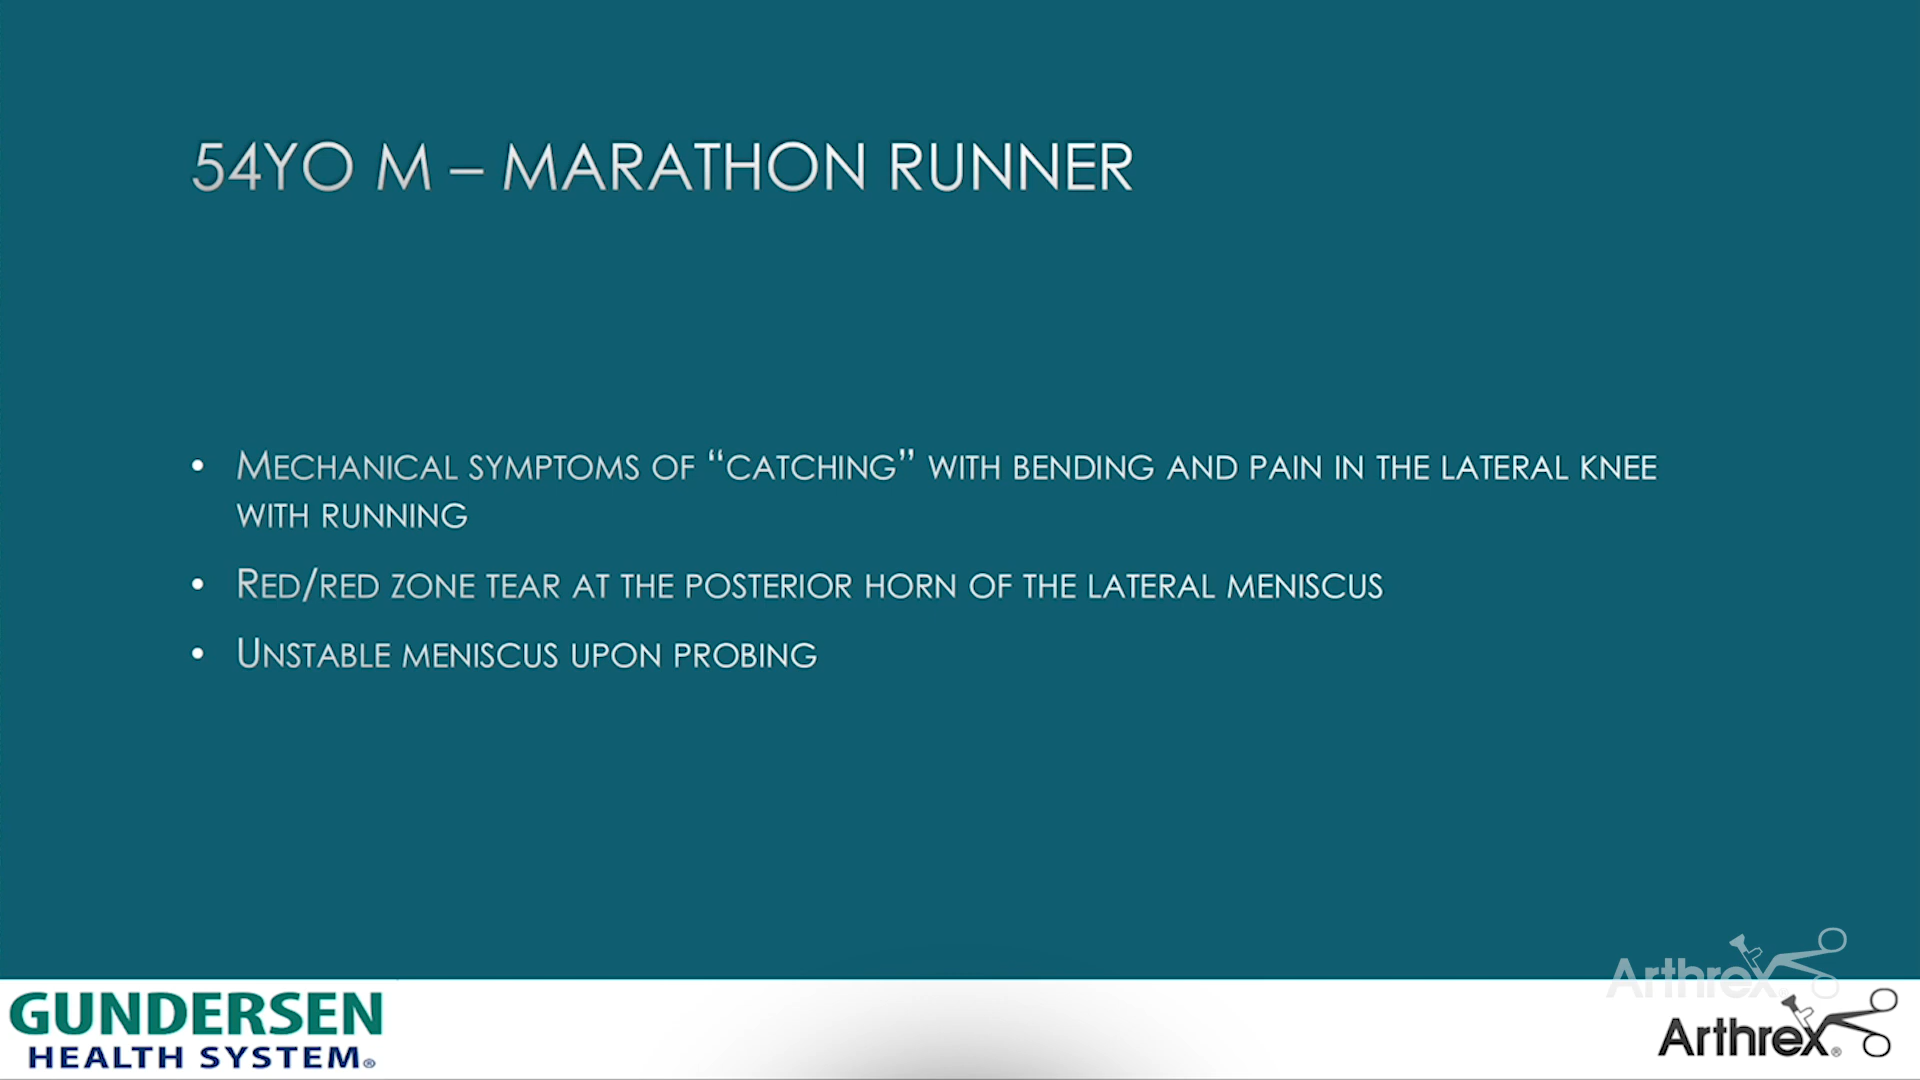 54YO M – MARATHON RUNNER
• MECHANICAL SYMPTOMS OF “CATCHING” WITH BENDING AND PAIN IN THE LATERAL KNEE
WITH RUNNING
• RED/RED ZONE TEAR AT THE POSTERIOR HORN OF THE LATERAL MENISCUS
• UNSTABLE MENISCUS UPON PROBING
Arthrex®
GUNDERSEN
HEALTH SYSTEM®
Arthrex®